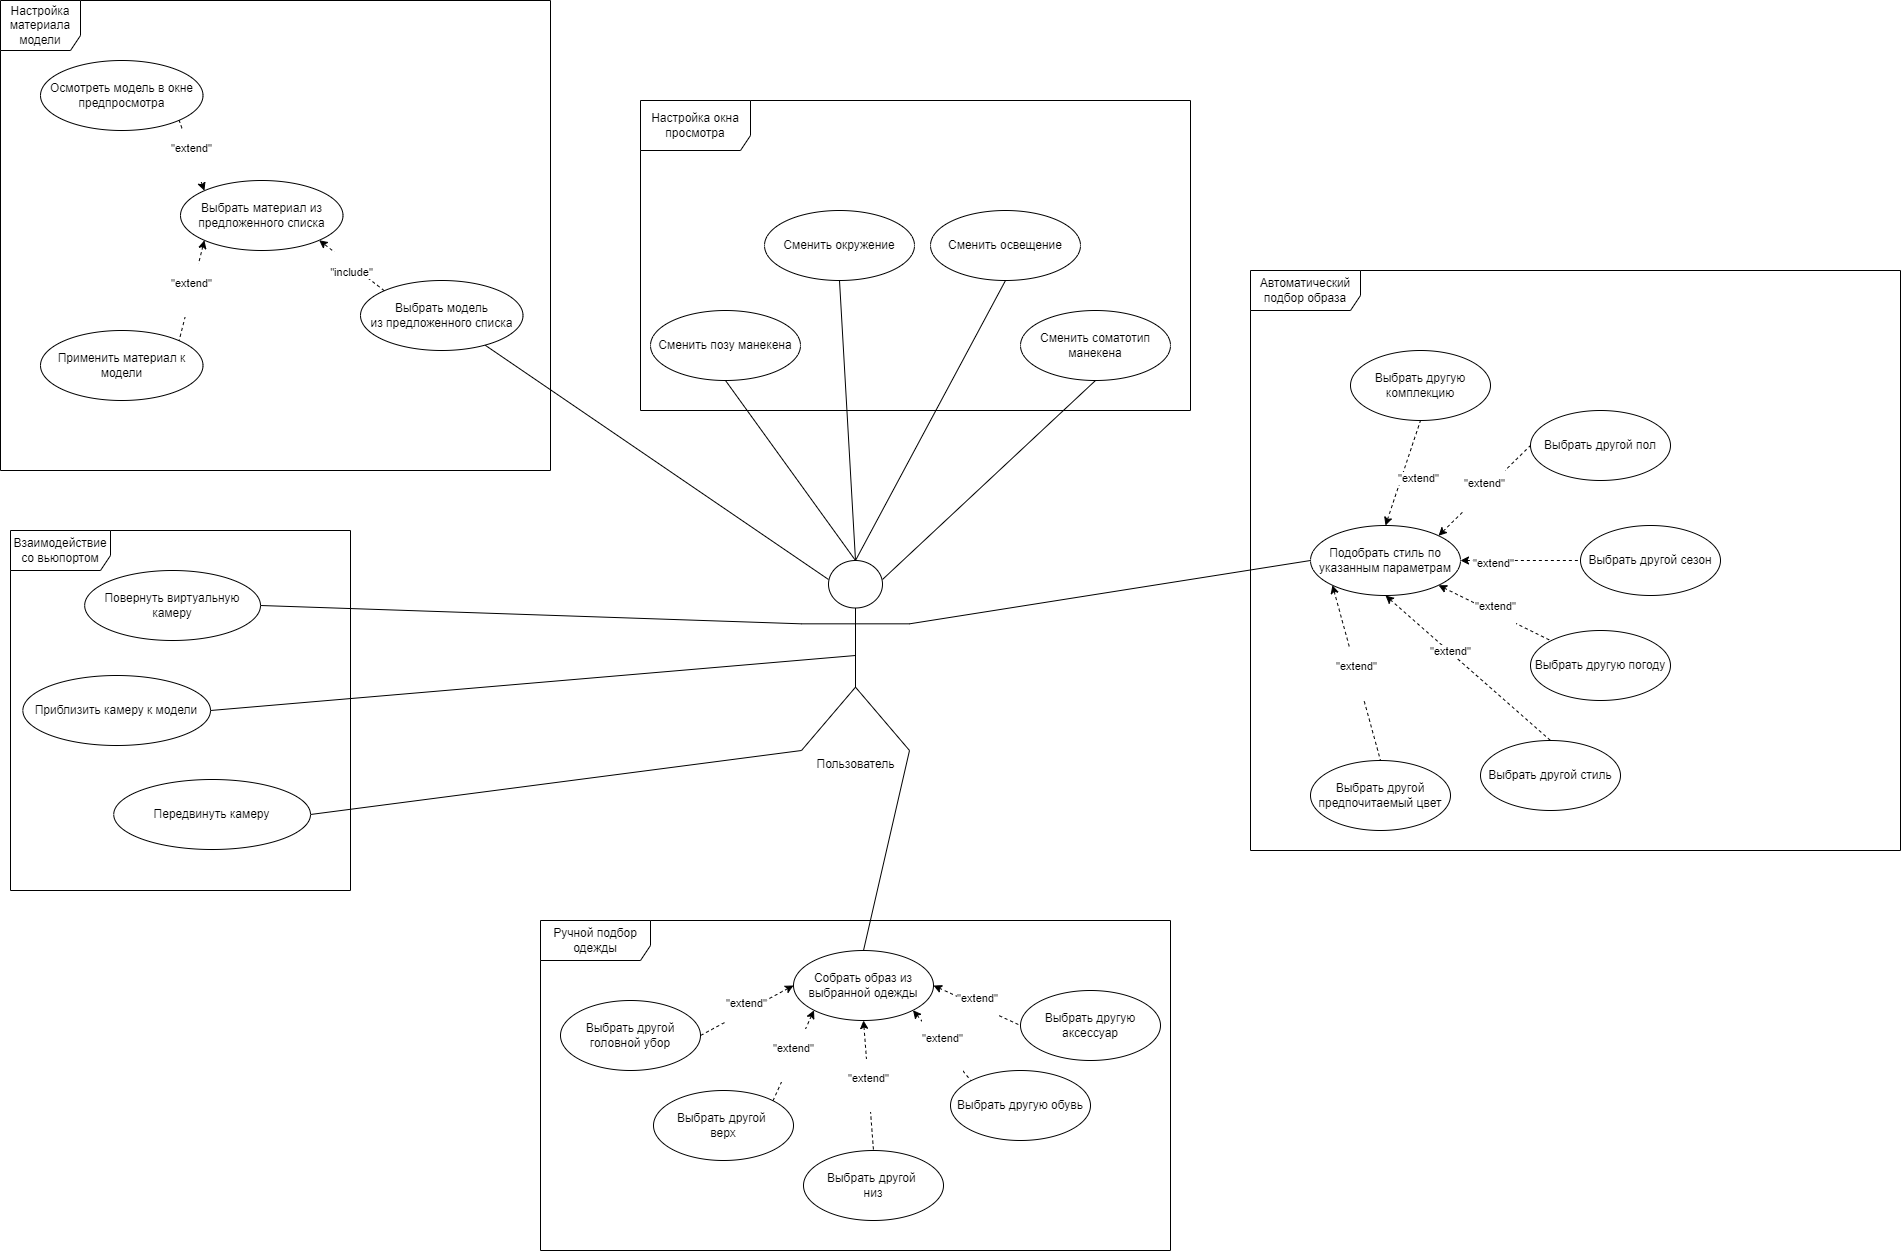 Настройка
материала
модели
Осмотреть модель в окне
предпросмотра
"extend"
Выбрать материал из
предложенного списка
"extend"
"include"
Выбрать модель
из предложенного списка
Применить материал к
модели
Настройка окна
просмотра
Сменить окружение
Сменить освещение
Сменить позу манекена
Сменить соматотип
манекена
Автоматический
подбор образа
Выбрать другую
комплекцию
Выбрать другой пол
"extend"
"extend"
Подобрать стиль по
указанным параметрам
"extend"
Выбрать другой сезон
"extend"
"extend"
"extend"
Выбрать другую погоду
Выбрать другой стиль
Выбрать другой
предпочитаемый цвет
Взаимодействие
со вьюпортом
Повернуть виртуальную
камеру
Приблизить камеру к модели
Передвинуть камеру
Пользователь
Ручной подбор
одежды
Собрать образ из
выбранной одежды
"extend"
"extend"
Выбрать другой
головной убор
Выбрать другую
аксессуар
"extend"
"extend"
"extend"
Выбрать другой
верх
Выбрать другую обувь
Выбрать другой
низ